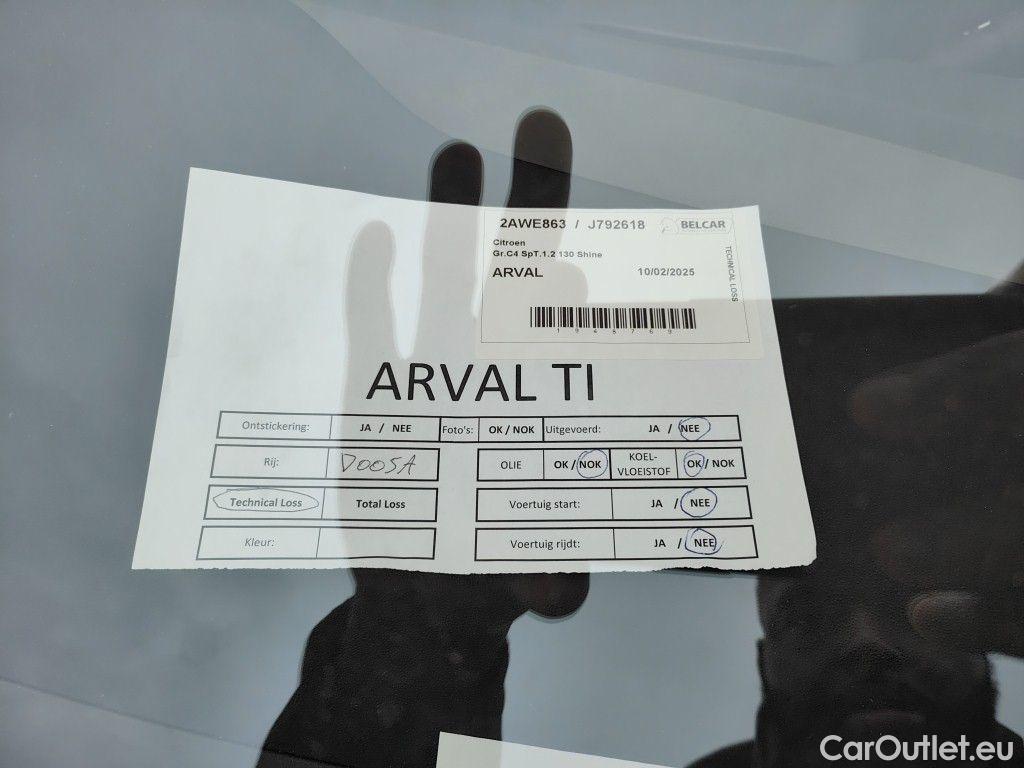 2AWE863 / J792618 BELCAR
Citroen
Gr.C4 SpT.1.2 130 Shine
ARVAL 10/02/2025
TECHNICAL LOSS
1948769
ARVAL TI
Ontstickering: JA / NEE Foto's: OK / NOK Uitgevoerd: JA / NEE
Rij: DOOSA OLIE OK / NOK KOEL-VLOEISTOF OK / NOK
Technical Loss Total Loss Voertuig start: JA / NEE
Kleur: Voertuig rijdt: JA / NEE
CarOutlet.eu